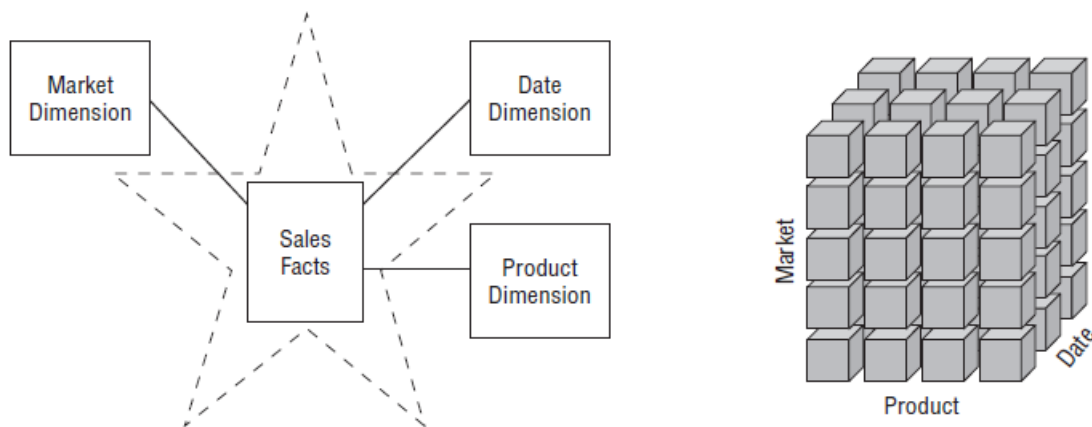 Market
Dimension
Date
Dimension
Sales
Facts
Product
Dimension
Market
Product
Date